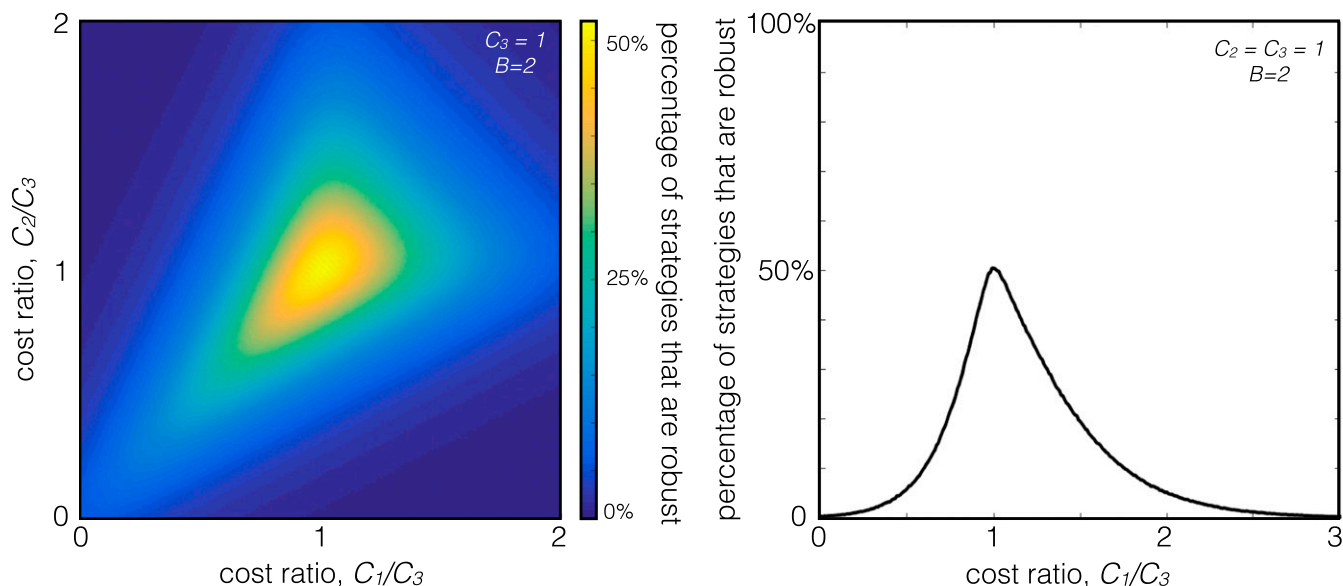 2
1
0
cost ratio, C2/C3
0
1
2
cost ratio, C1/C3
C3 = 1
B=2
50%
25%
0%
percentage of strategies that are robust
percentage of strategies that are robust
100%
50%
0
0
1
2
3
cost ratio, C1/C3
C2 = C3 = 1
B=2